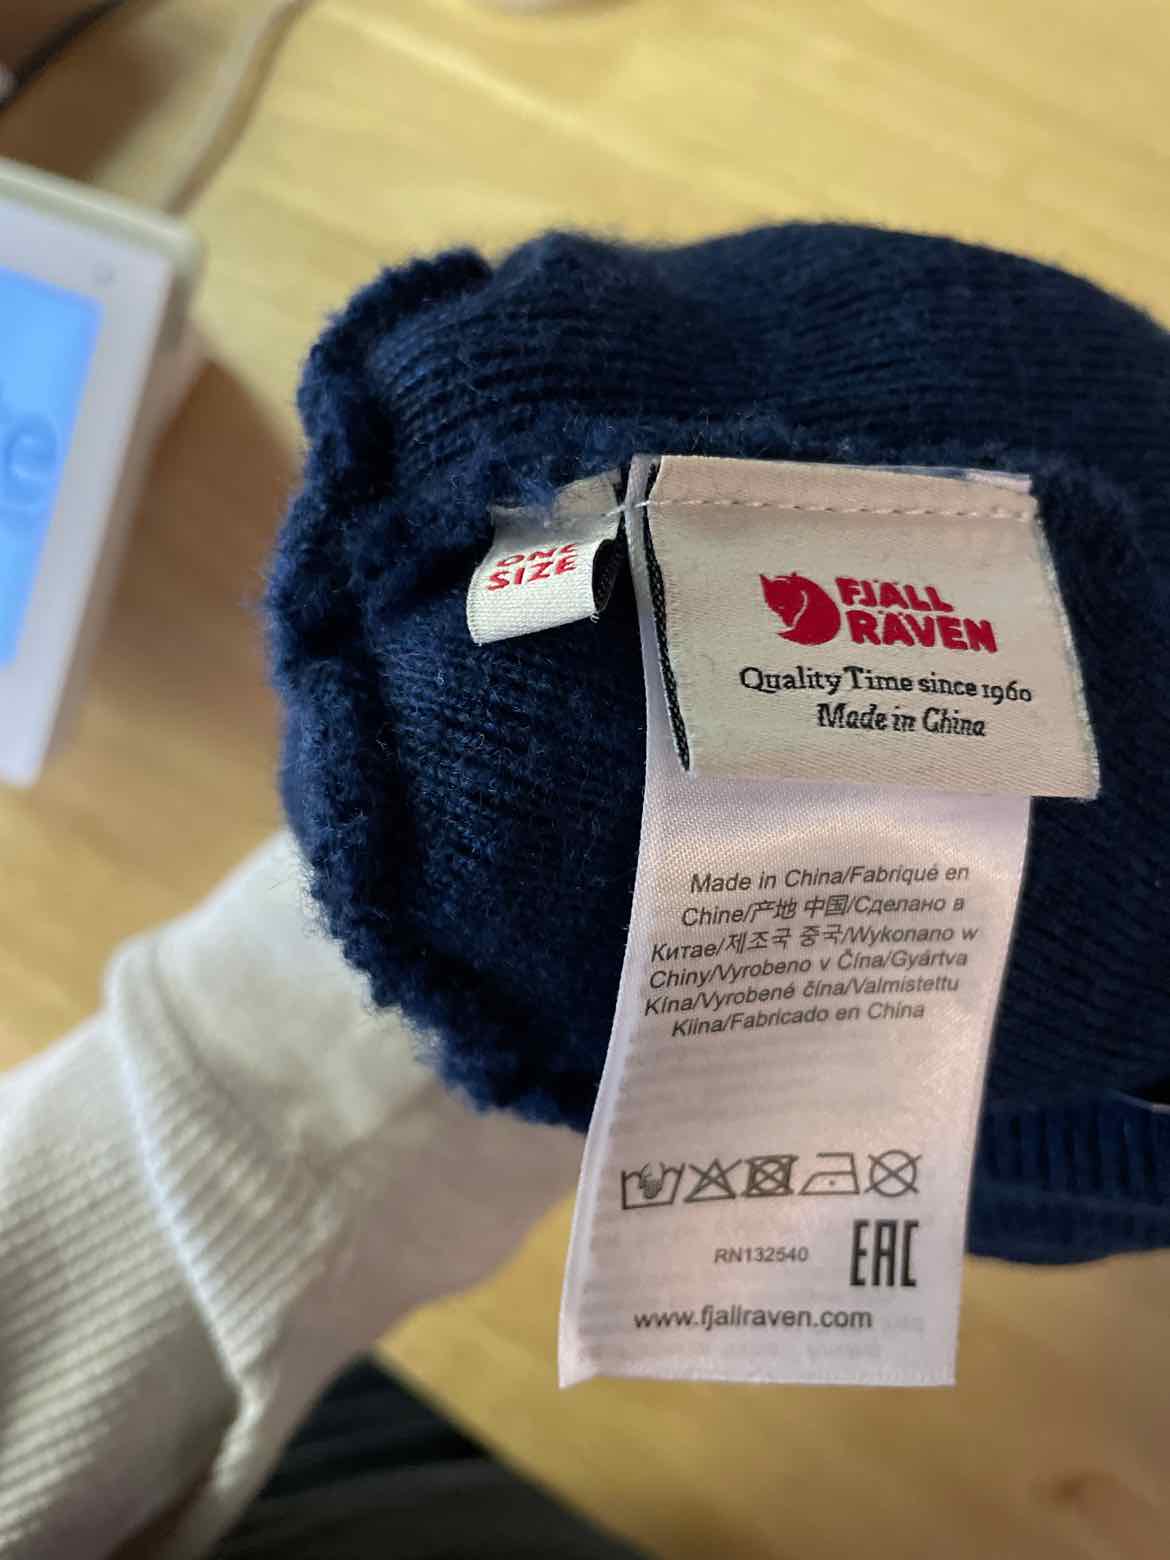 ONE
SIZE
FJÄLL
RÄVEN
Quality Time since 1960
Made in China
Made in China/Fabriqué en
Chine/产地 中国/Сделано в
Китае/제조국 중국/Wykonano w
Chiny/Vyrobeno v Čína/Gyártva
Kína/Vyrobené čína/Valmistettu
Kiina/Fabricado en China
RN132540
EAC
www.fjallraven.com